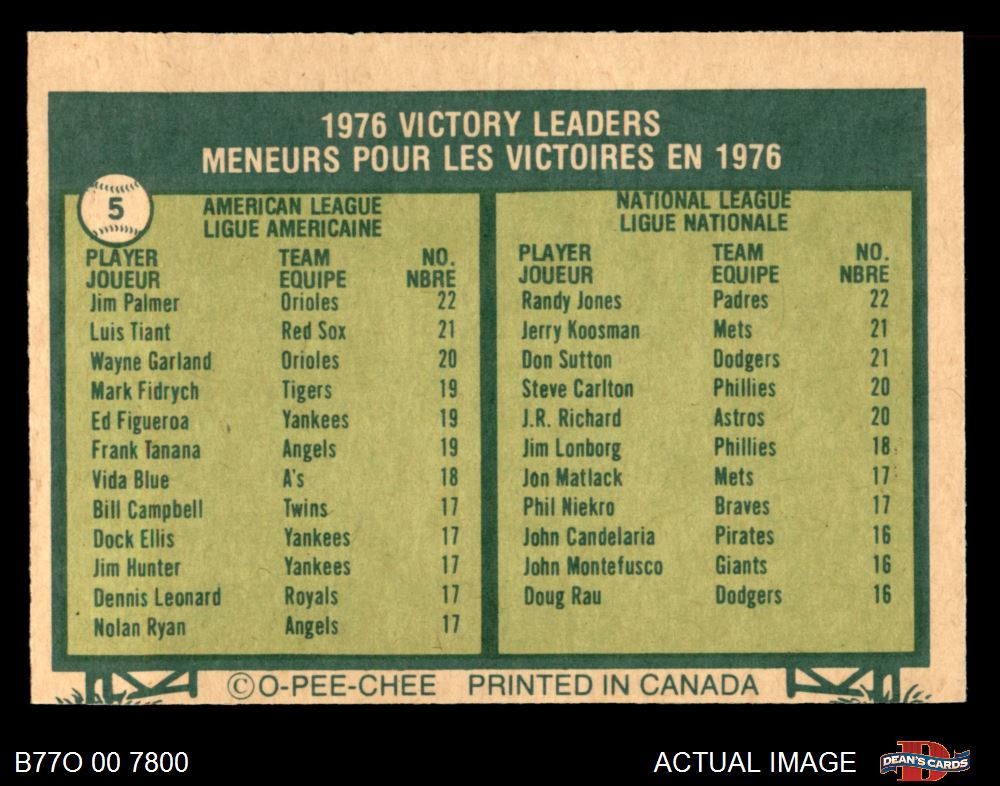 1976 VICTORY LEADERS
MENEURS POUR LES VICTOIRES EN 1976
5
AMERICAN LEAGUE
LIGUE AMERICAINE
PLAYER TEAM NO.
JOUEUR EQUIPE NBRE
Jim Palmer Orioles 22
Luis Tiant Red Sox 21
Wayne Garland Orioles 20
Mark Fidrych Tigers 19
Ed Figueroa Yankees 19
Frank Tanana Angels 19
Vida Blue A's 18
Bill Campbell Twins 17
Dock Ellis Yankees 17
Jim Hunter Yankees 17
Dennis Leonard Royals 17
Nolan Ryan Angels 17
NATIONAL LEAGUE
LIGUE NATIONALE
PLAYER TEAM NO.
JOUEUR EQUIPE NBRE
Randy Jones Padres 22
Jerry Koosman Mets 21
Don Sutton Dodgers 21
Steve Carlton Phillies 20
J.R. Richard Astros 20
Jim Lonborg Phillies 18
Jon Matlack Mets 17
Phil Niekro Braves 17
John Candelaria Pirates 16
John Montefusco Giants 16
Doug Rau Dodgers 16
©O-PEE-CHEE PRINTED IN CANADA
B77O 00 7800
ACTUAL IMAGE
D
DEAN'S CARDS